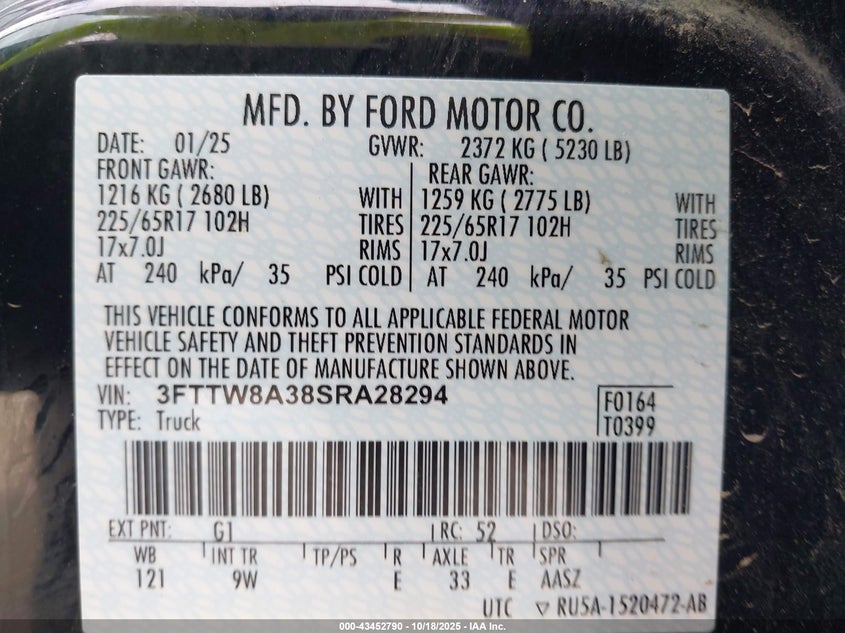 MFD. BY FORD MOTOR CO.
DATE: 01/25 GVWR: 2372 KG ( 5230 LB)
FRONT GAWR: REAR GAWR:
1216 KG ( 2680 LB) WITH 1259 KG ( 2775 LB) WITH
225/65R17 102H TIRES 225/65R17 102H TIRES
17x7.0J RIMS 17x7.0J RIMS
AT 240 kPa/ 35 PSI COLD AT 240 kPa/ 35 PSI COLD
THIS VEHICLE CONFORMS TO ALL APPLICABLE FEDERAL MOTOR
VEHICLE SAFETY AND THEFT PREVENTION STANDARDS IN
EFFECT ON THE DATE OF MANUFACTURE SHOWN ABOVE.
VIN: 3FTTW8A38SRA28294 F0164
TYPE: Truck T0399
EXT PNT: G1 RC: 52 DSO:
WB INT TR TP/PS R AXLE TR SPR
121 9W E 33 E AASZ
UTC ▽ RU5A-1520472-AB
000-43452790 - 10/18/2025 - IAA Inc.